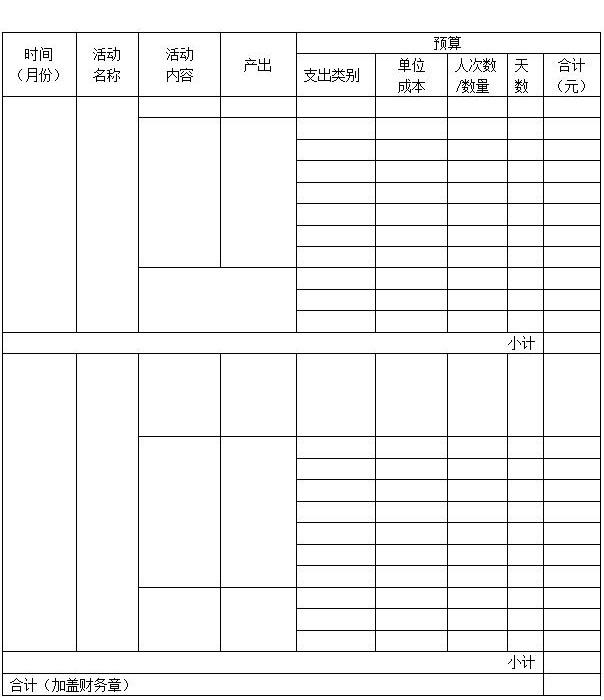 预算
时间
（月份）
活动
名称
活动
内容
产出
支出类别
单位
成本
人次数
/数量
天
数
合计
（元）
小计
小计
合计（加盖财务章）